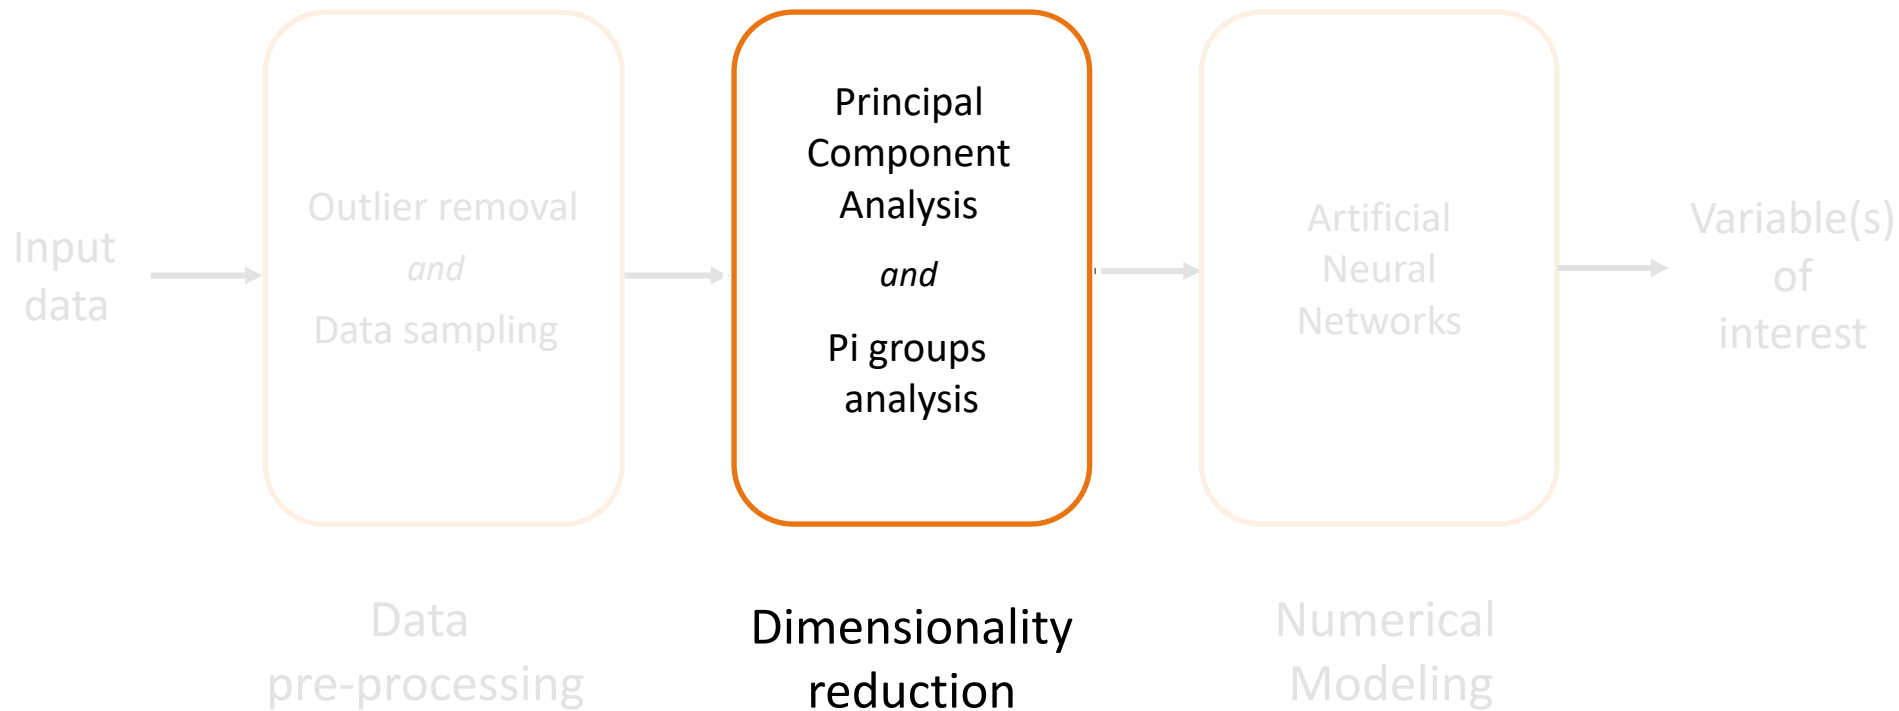 Input
data
Outlier removal
and
Data sampling
Data
pre-processing
Principal
Component
Analysis
and
Pi groups
analysis
Dimensionality
reduction
Artificial
Neural
Networks
Numerical
Modeling
Variable(s)
of
interest